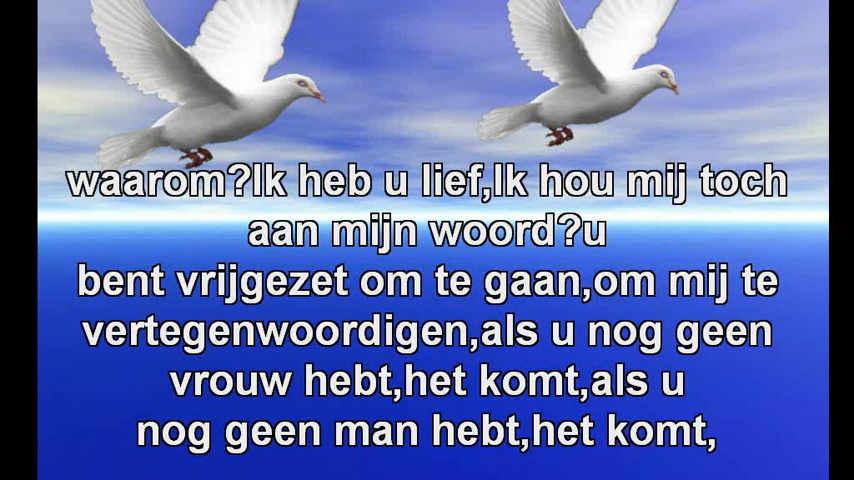 waarom?Ik heb u lief,Ik hou mij toch
aan mijn woord?u
bent vrijgezet om te gaan,om mij te
vertegenwoordigen,als u nog geen
vrouw hebt,het komt,als u
nog geen man hebt,het komt,